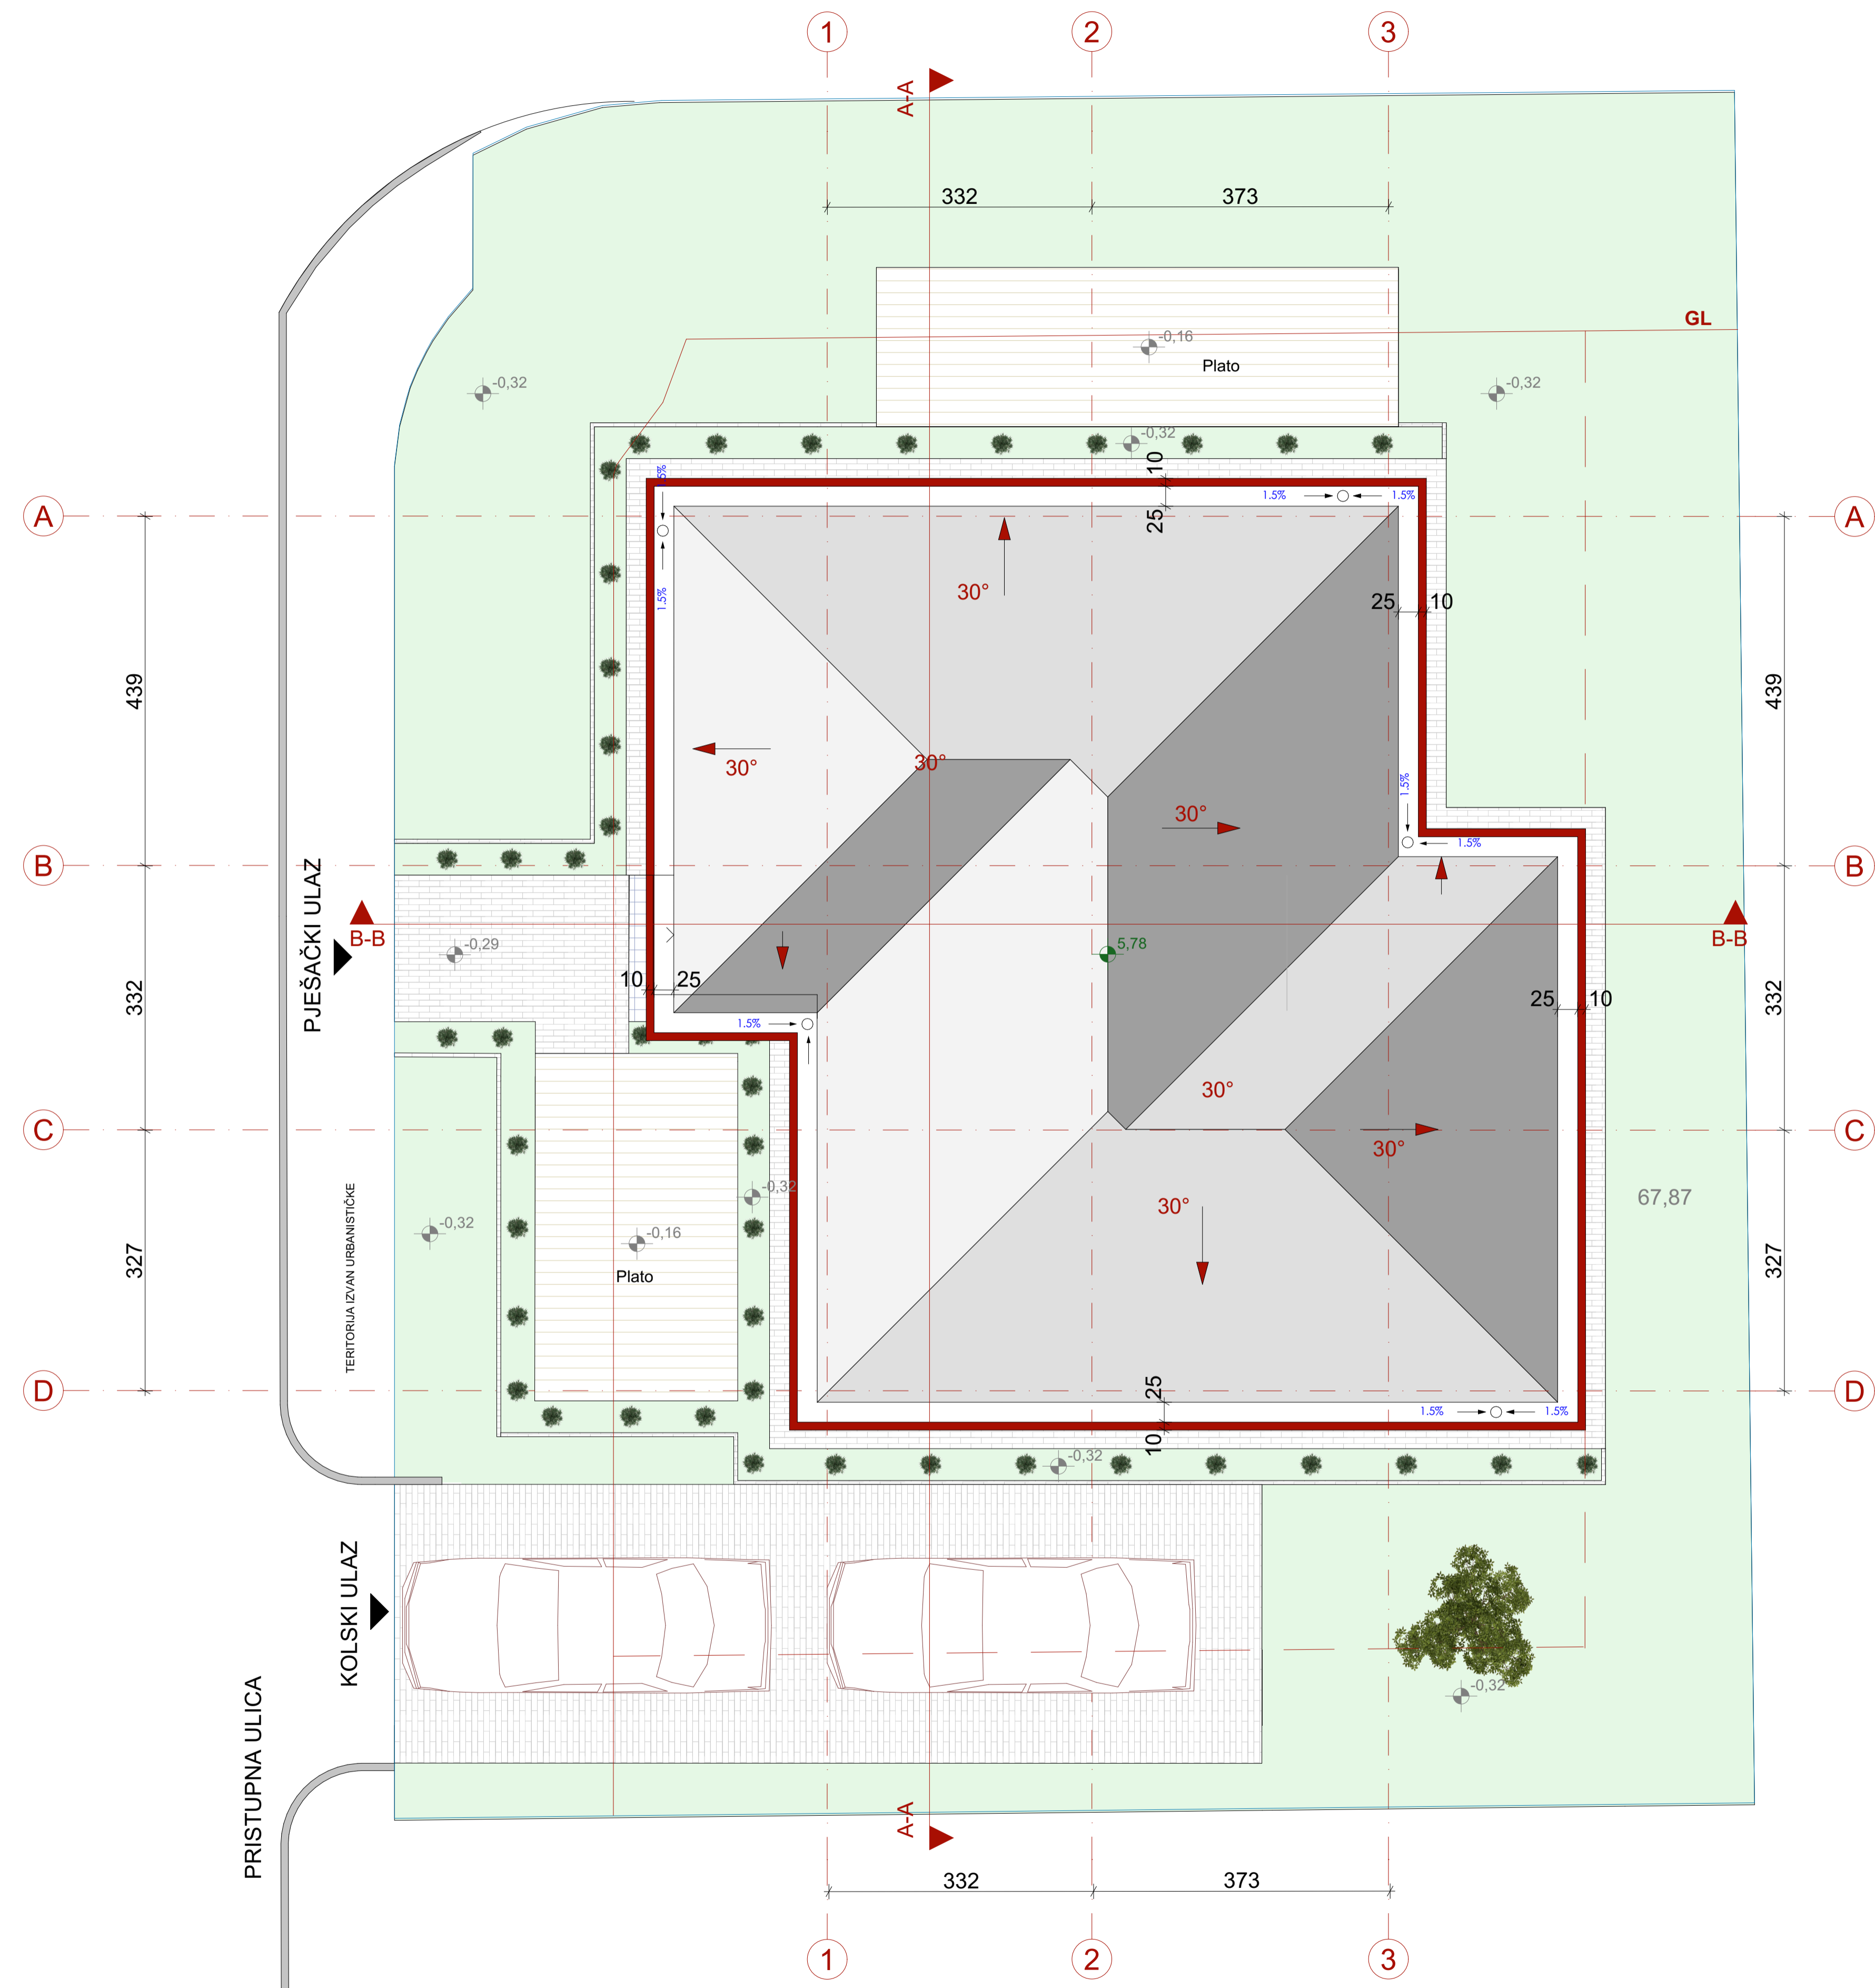 1
2
3
A-A
332
373
GL
-0,16
Plato
-0,32
-0,32
-0,32
10
1.5%
1.5%
1.5%
25
A
A
30°
1.5%
25
10
439
439
30°
30°
1.5%
30°
1.5%
B
B
PJEŠAČKI ULAZ
B-B
-0,29
5,78
B-B
10
25
332
25
10
332
1.5%
30°
C
C
30°
TERITORIJA IZVAN URBANISTIČKE
-0,32
-0,32
30°
67,87
-0,16
327
327
Plato
25
D
D
1.5%
1.5%
10
-0,32
KOLSKI ULAZ
-0,32
PRISTUPNA ULICA
A-A
332
373
1
2
3